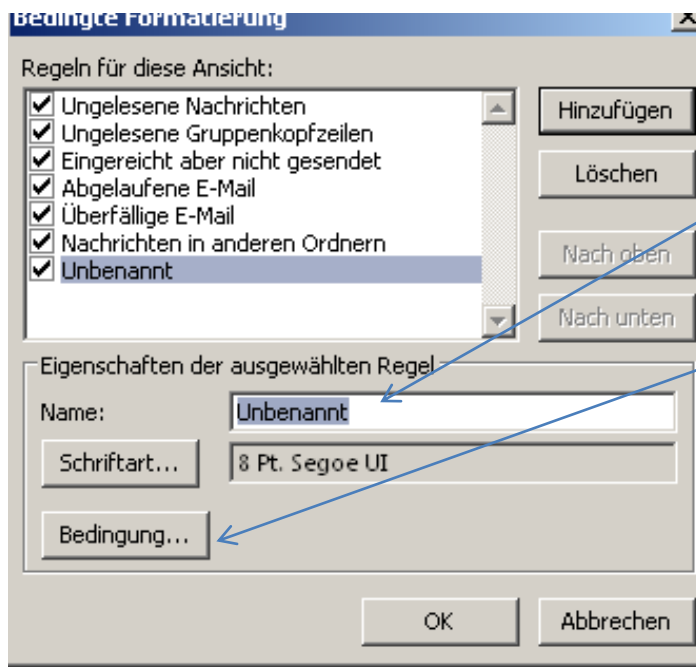 Bedingte Formatierung
Regeln für diese Ansicht:
Ungelesene Nachrichten
Ungelesene Gruppenkopfzeilen
Eingereicht aber nicht gesendet
Abgelaufene E-Mail
Überfällige E-Mail
Nachrichten in anderen Ordnern
Unbenannt
Hinzufügen
Löschen
Nach oben
Nach unten
Eigenschaften der ausgewählten Regel
Name:
Unbenannt
Schriftart...
8 Pt. Segoe UI
Bedingung...
OK
Abbrechen